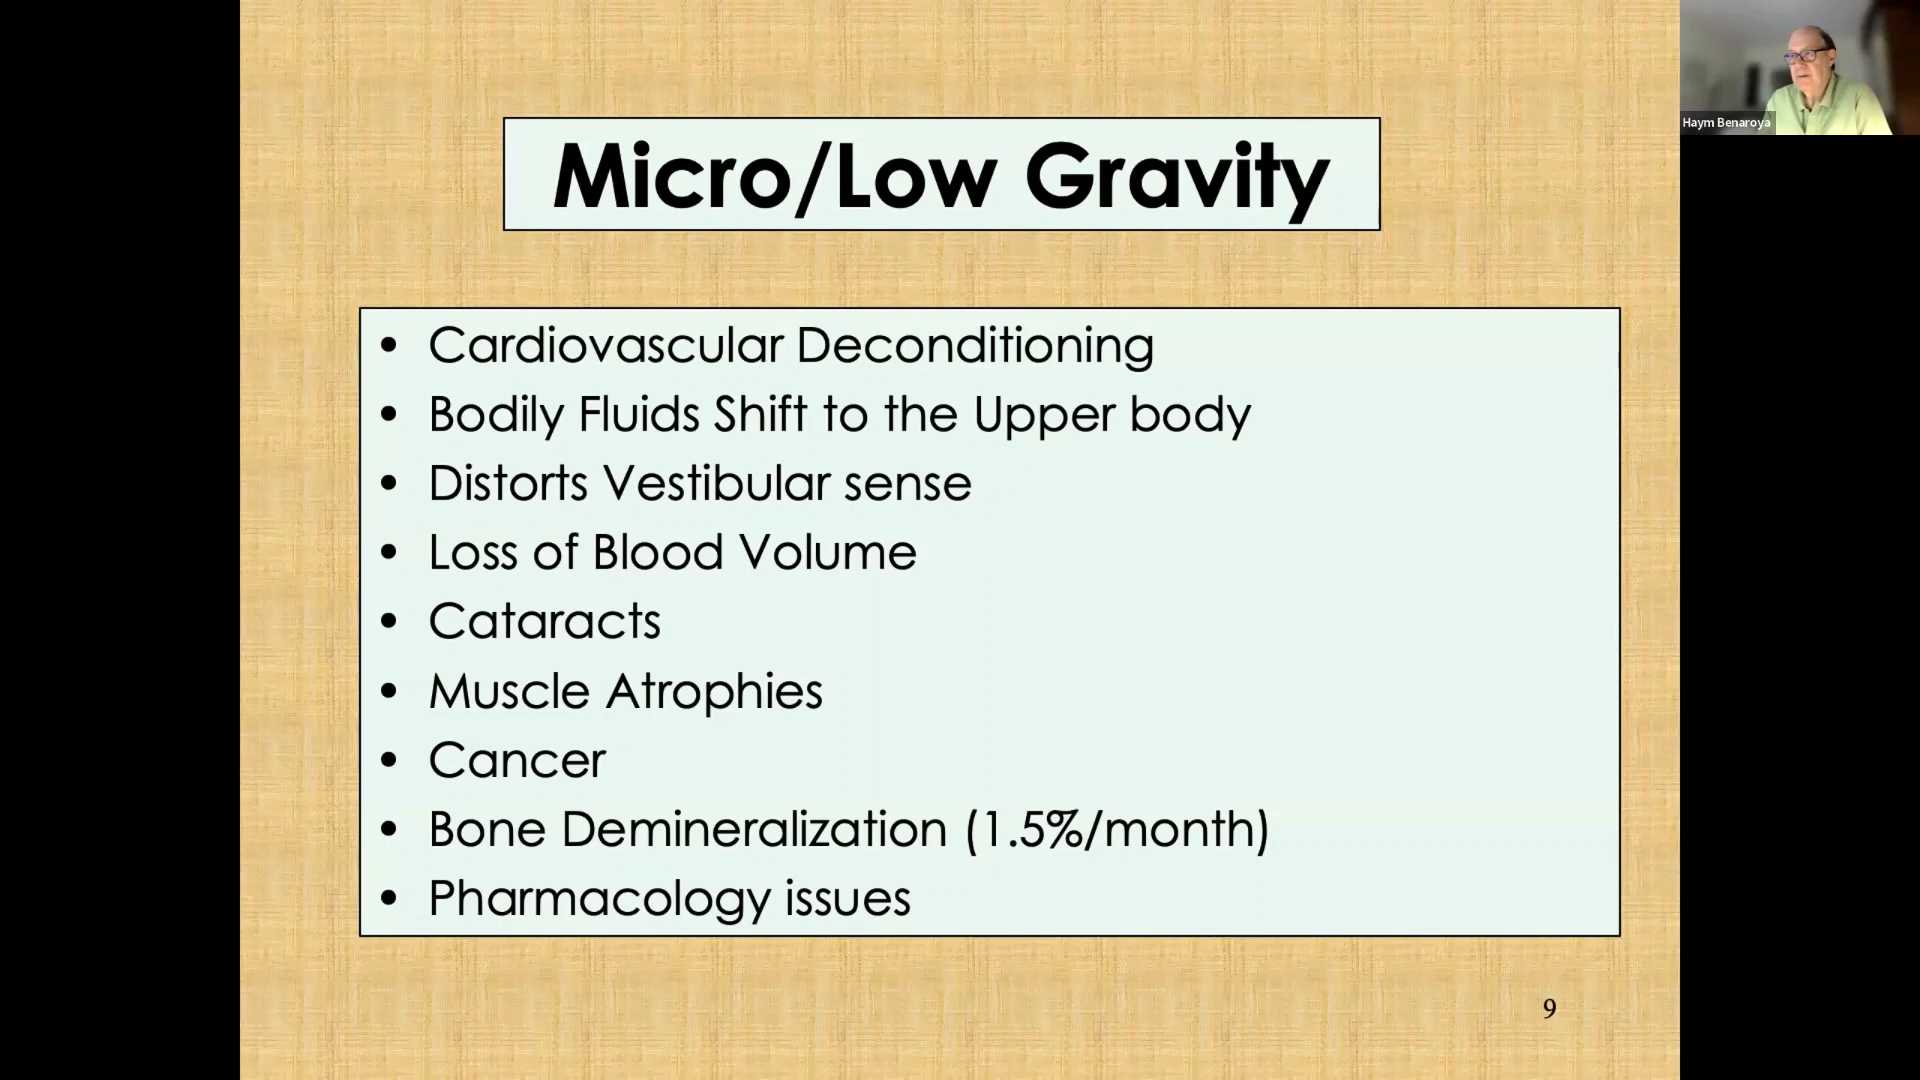 Micro/Low Gravity
• Cardiovascular Deconditioning
• Bodily Fluids Shift to the Upper body
• Distorts Vestibular sense
• Loss of Blood Volume
• Cataracts
• Muscle Atrophies
• Cancer
• Bone Demineralization (1.5%/month)
• Pharmacology issues
9
Haym Benaroya